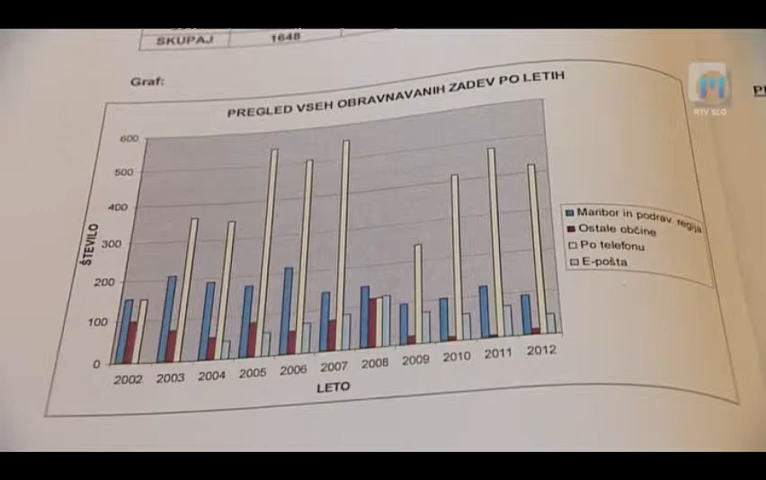 SKUPAJ 1648
Graf:
PREGLED VSEH OBRAVNAVANIH ZADEV PO LETIH
RTV SLO
ŠTEVILO
600
500
400
300
200
100
0
2002 2003 2004 2005 2006 2007 2008 2009 2010 2011 2012
LETO
Maribor in podrav. regija
Ostale občine
Po telefonu
E-pošta